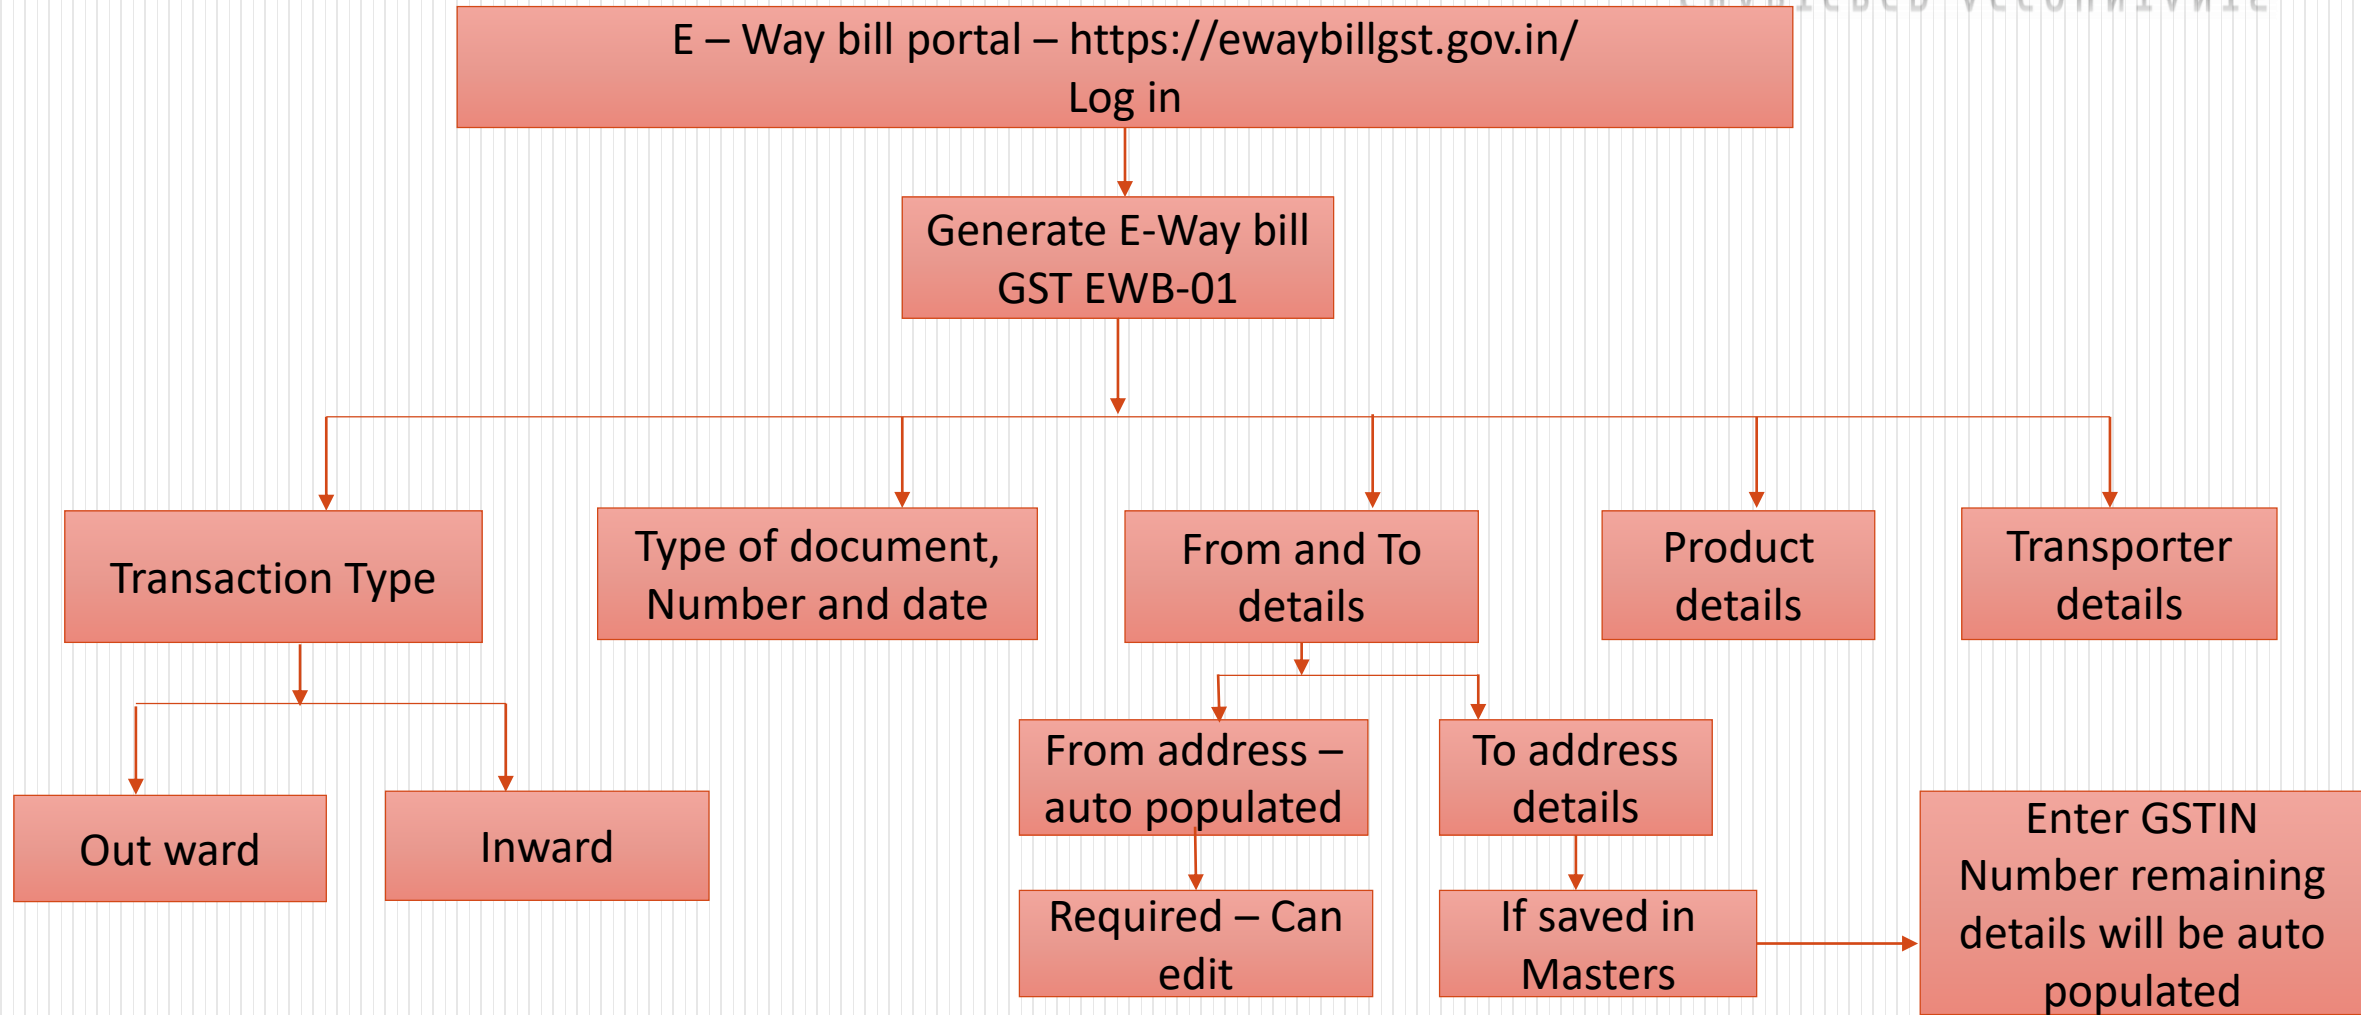 E – Way bill portal – https://ewaybillgst.gov.in/
Log in
Generate E-Way bill
GST EWB-01
Transaction Type
Type of document,
Number and date
From and To
details
Product
details
Transporter
details
Out ward
Inward
From address –
auto populated
To address
details
Required – Can
edit
If saved in
Masters
Enter GSTIN
Number remaining
details will be auto
populated